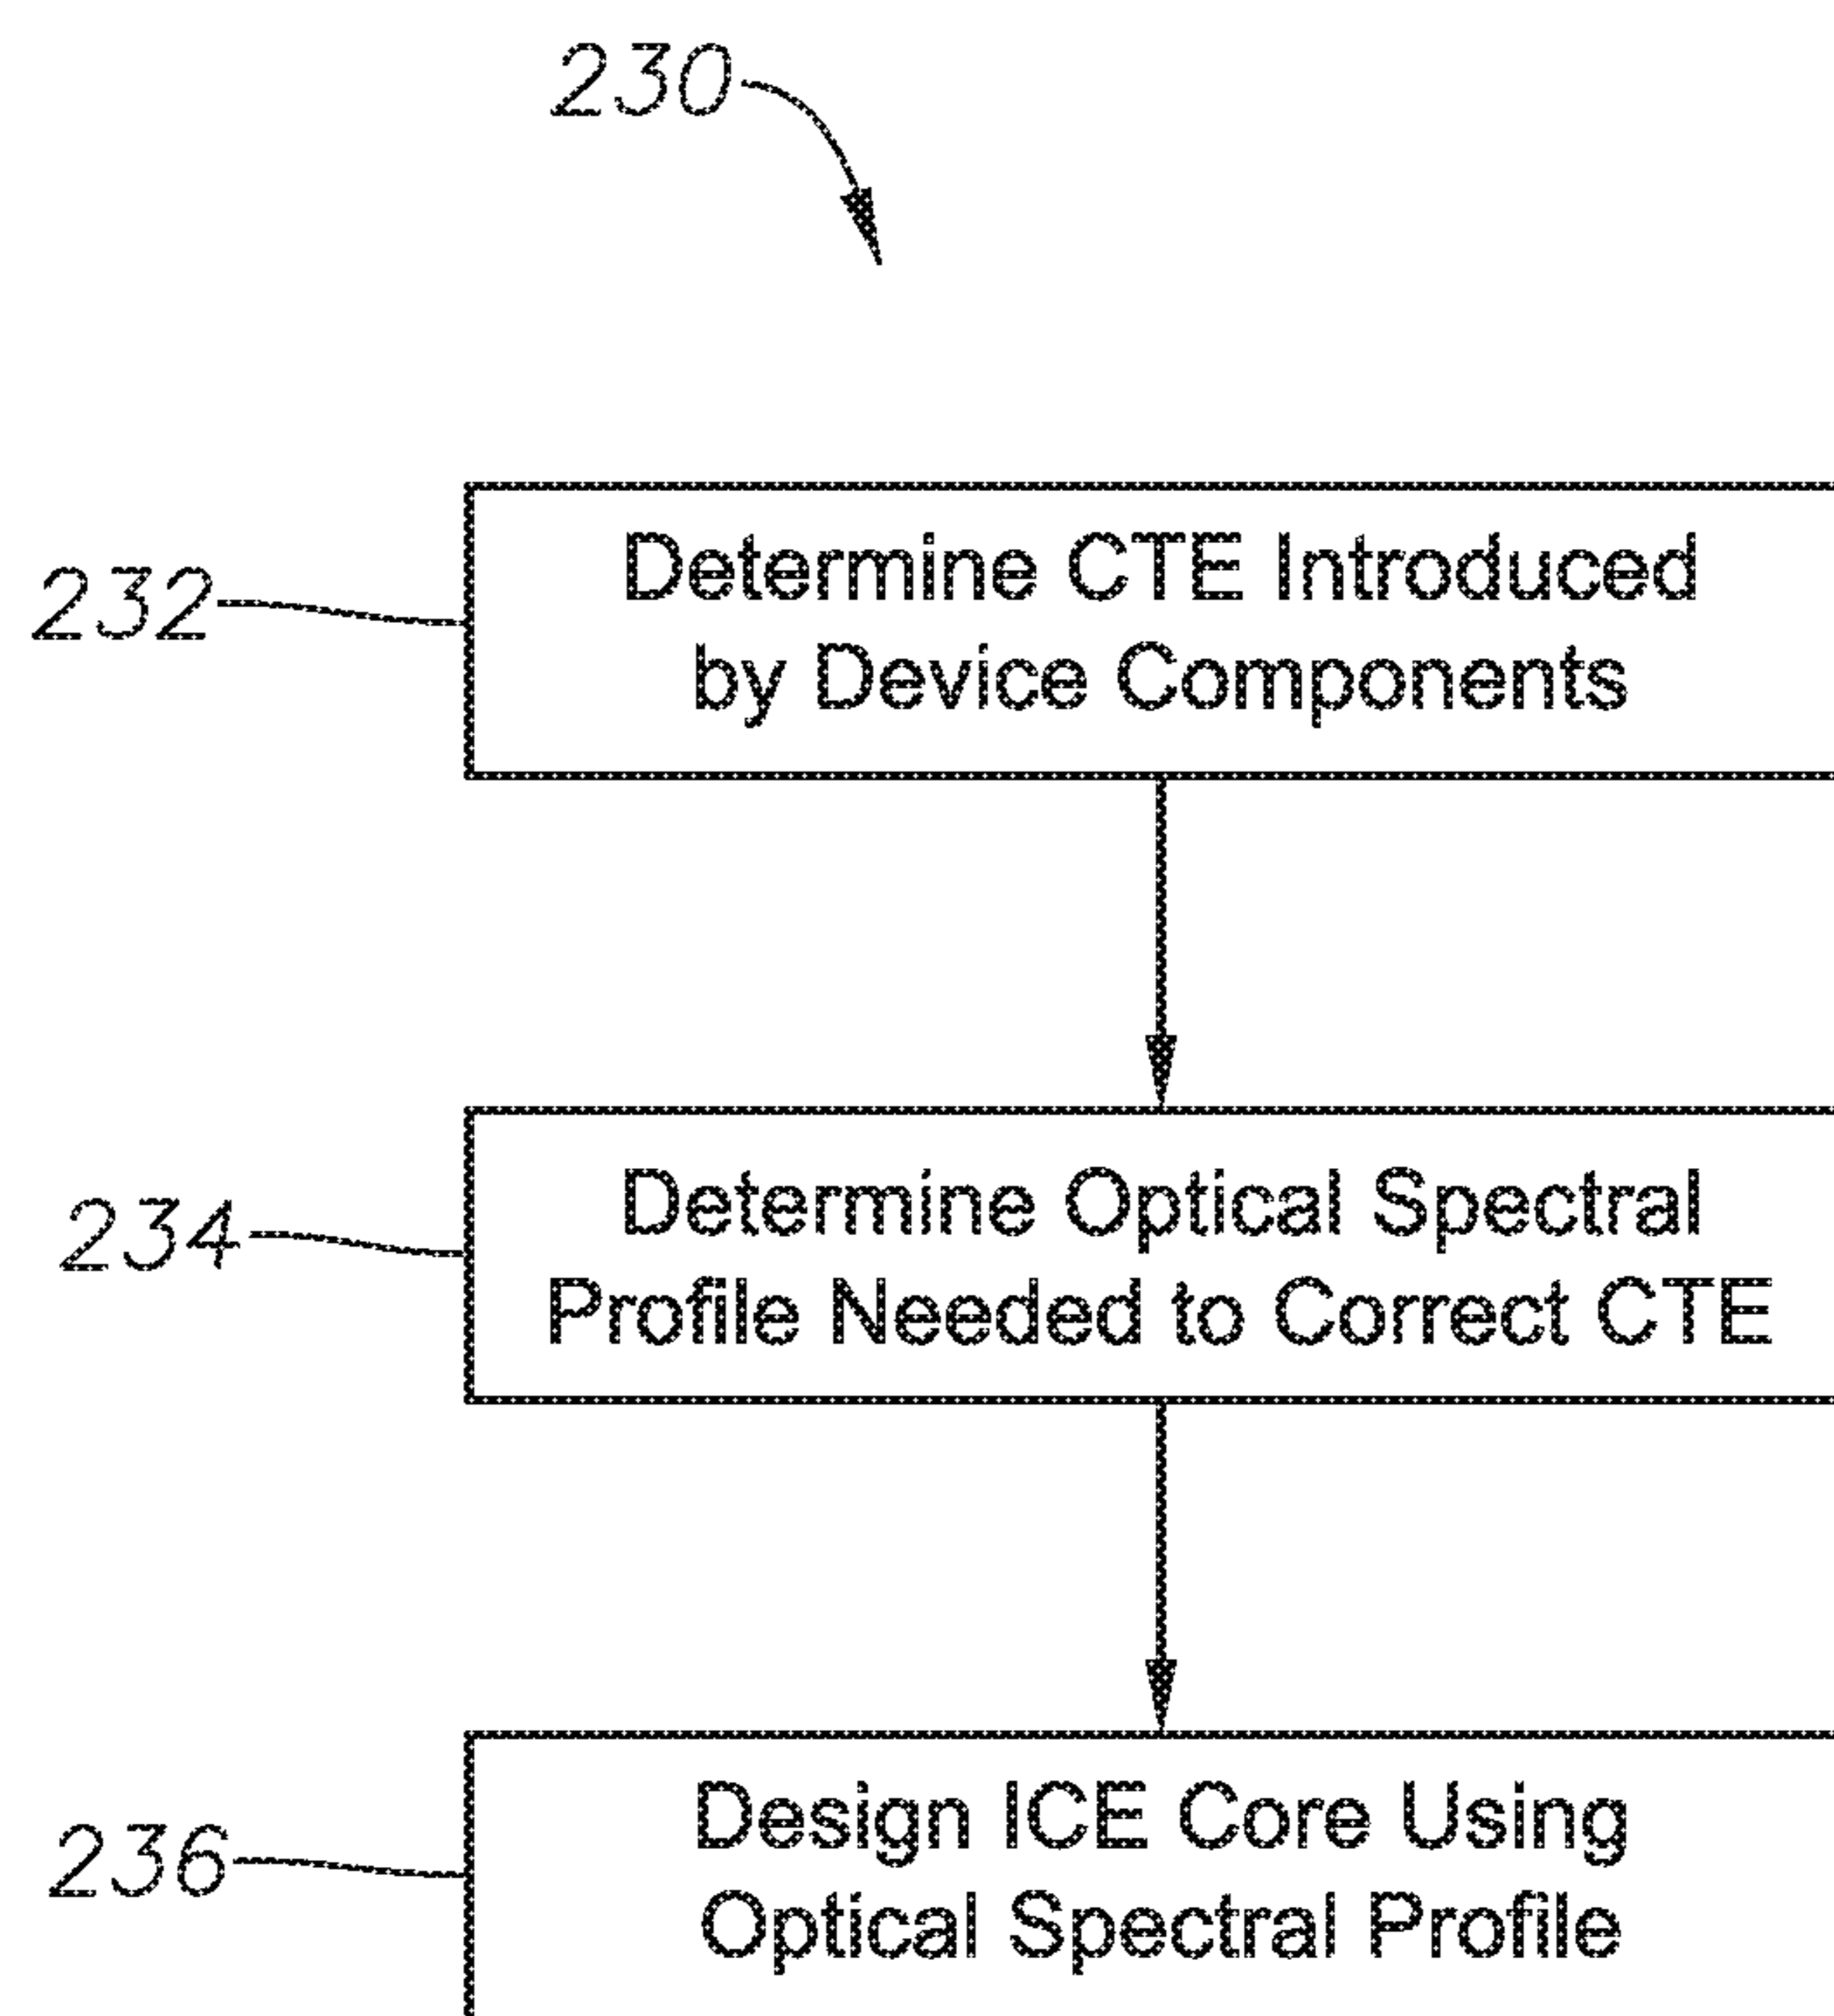 230
232
Determine CTE Introduced
by Device Components
234
Determine Optical Spectral
Profile Needed to Correct CTE
236
Design ICE Core Using
Optical Spectral Profile